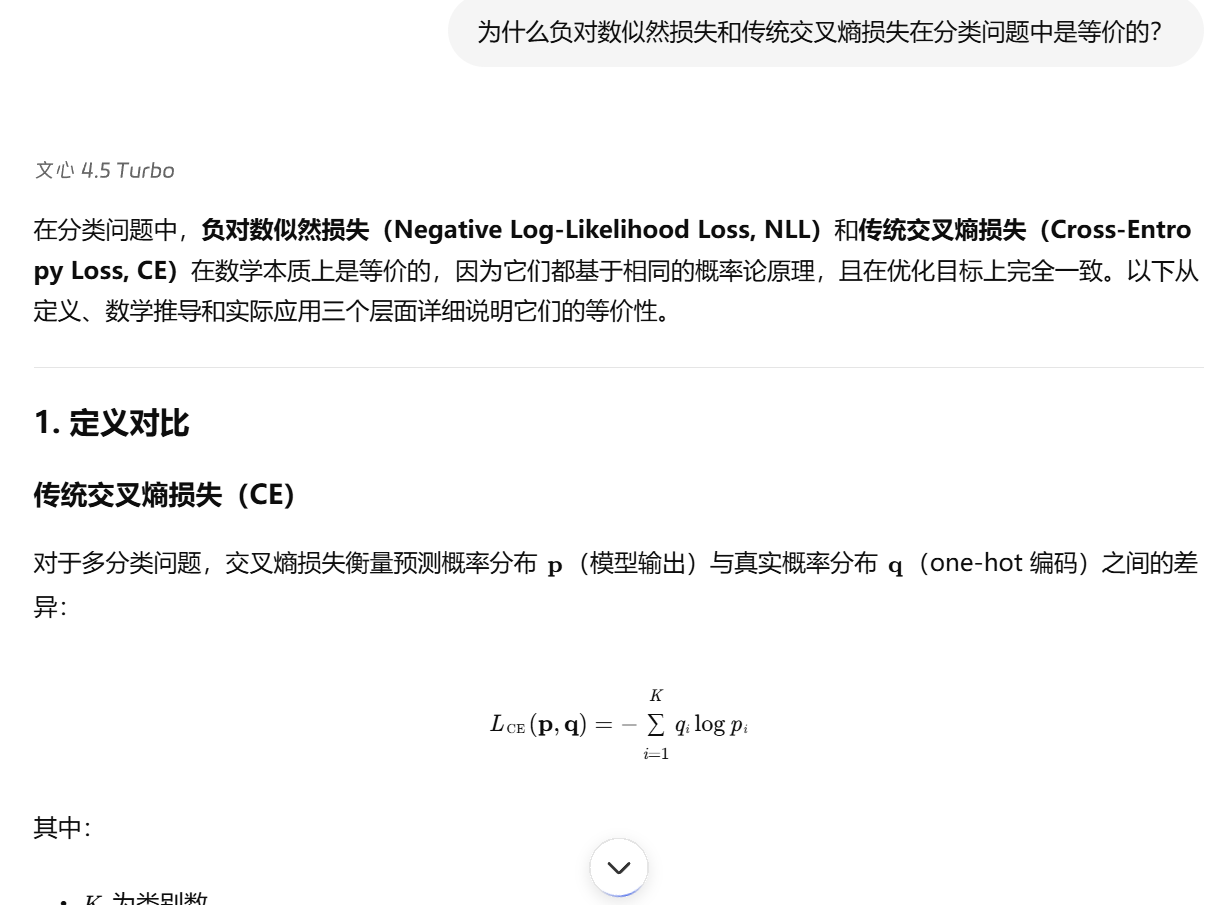 为什么负对数似然损失和传统交叉熵损失在分类问题中是等价的？
文心 4.5 Turbo
在分类问题中，负对数似然损失（Negative Log-Likelihood Loss, NLL）和传统交叉熵损失（Cross-Entro
py Loss, CE）在数学本质上是等价的，因为它们都基于相同的概率论原理，且在优化目标上完全一致。以下从
定义、数学推导和实际应用三个层面详细说明它们的等价性。
1. 定义对比
传统交叉熵损失（CE）
对于多分类问题，交叉熵损失衡量预测概率分布 p （模型输出）与真实概率分布 q （one-hot 编码）之间的差
异：
L_CE(p, q) = − ∑_{i=1}^{K} q_i log p_i
其中：
• K 为类别数